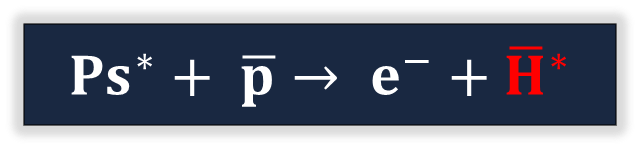 Ps* + p̅ → e⁻ + H̅*